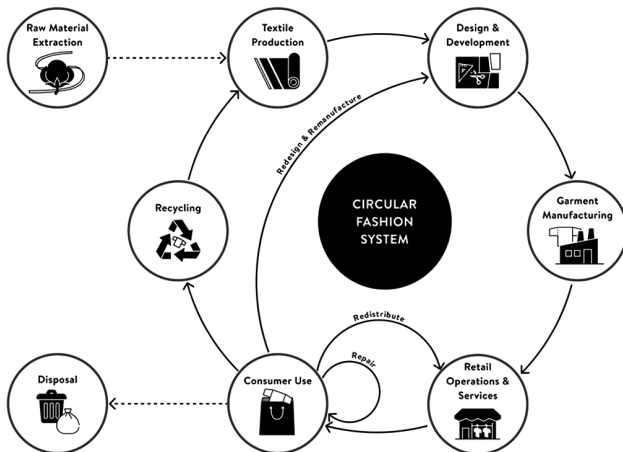 Raw Material
Extraction
Textile
Production
Design &
Development
Redesign & Remanufacture
Recycling
CIRCULAR
FASHION
SYSTEM
Garment
Manufacturing
Redistribute
Repair
Disposal
Consumer Use
Retail
Operations &
Services